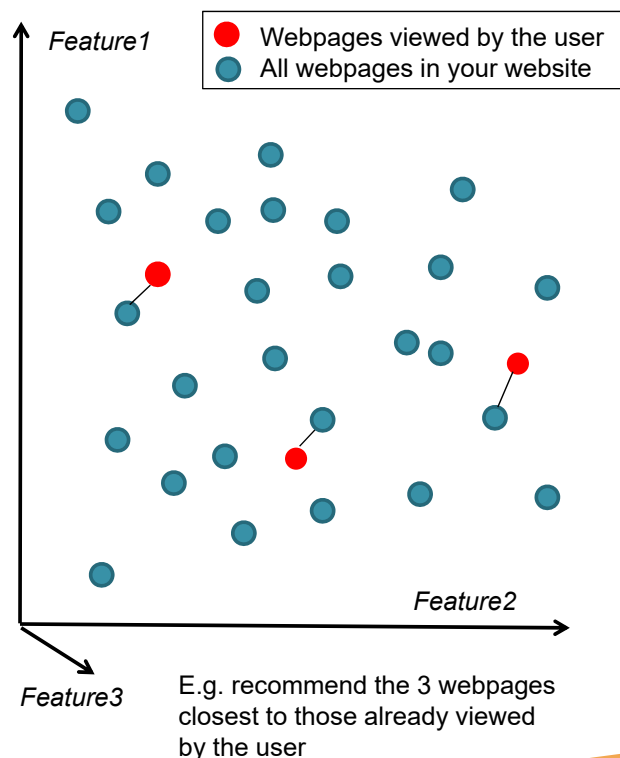 Feature1
Webpages viewed by the user
All webpages in your website
Feature2
Feature3
E.g. recommend the 3 webpages
closest to those already viewed
by the user